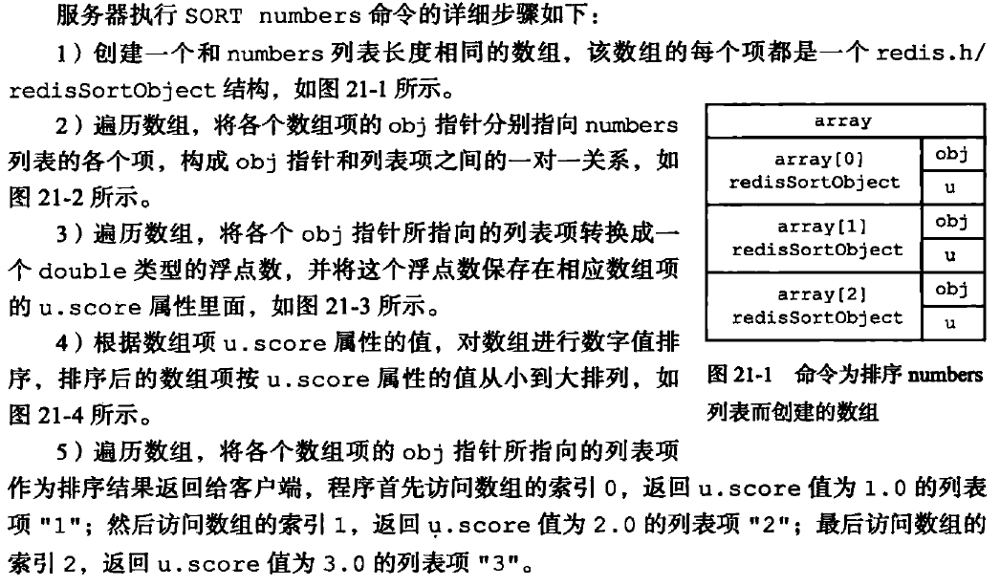 服务器执行 SORT numbers 命令的详细步骤如下：
1）创建一个和 numbers 列表长度相同的数组，该数组的每个项都是一个 redis.h/
redisSortObject 结构，如图 21-1 所示。
2）遍历数组，将各个数组项的 obj 指针分别指向 numbers
列表的各个项，构成 obj 指针和列表项之间的一对一关系，如
图 21-2 所示。
3）遍历数组，将各个 obj 指针所指向的列表项转换成一
个 double 类型的浮点数，并将这个浮点数保存在相应数组项
的 u.score 属性里面，如图 21-3 所示。
4）根据数组项 u.score 属性的值，对数组进行数字值排
序，排序后的数组项按 u.score 属性的值从小到大排列，如
图 21-4 所示。
array
array[0]
redisSortObject
obj
u
array[1]
redisSortObject
obj
u
array[2]
redisSortObject
obj
u
图 21-1 命令为排序 numbers
列表而创建的数组
5）遍历数组，将各个数组项的 obj 指针所指向的列表项
作为排序结果返回给客户端，程序首先访问数组的索引 0，返回 u.score 值为 1.0 的列表
项 "1"；然后访问数组的索引 1，返回 u.score 值为 2.0 的列表项 "2"；最后访问数组的
索引 2，返回 u.score 值为 3.0 的列表项 "3"。